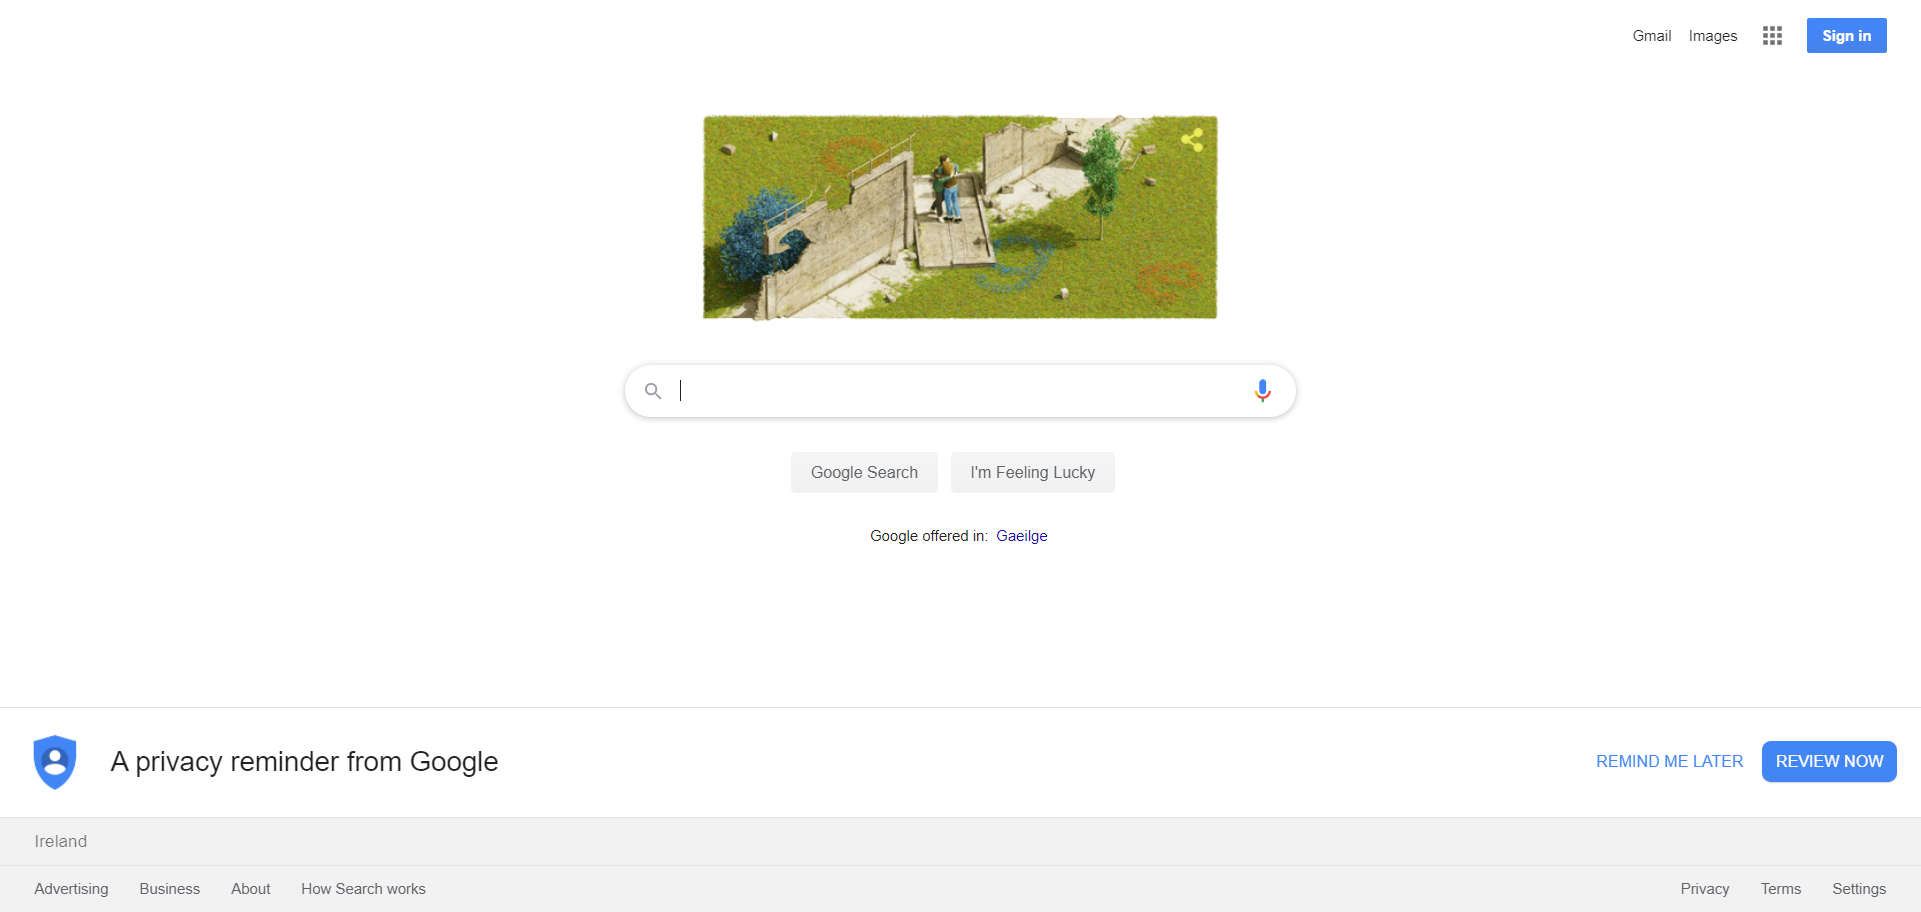 Gmail Images Sign in
Google Search I'm Feeling Lucky
Google offered in: Gaeilge
A privacy reminder from Google REMIND ME LATER REVIEW NOW
Ireland
Advertising Business About How Search works Privacy Terms Settings